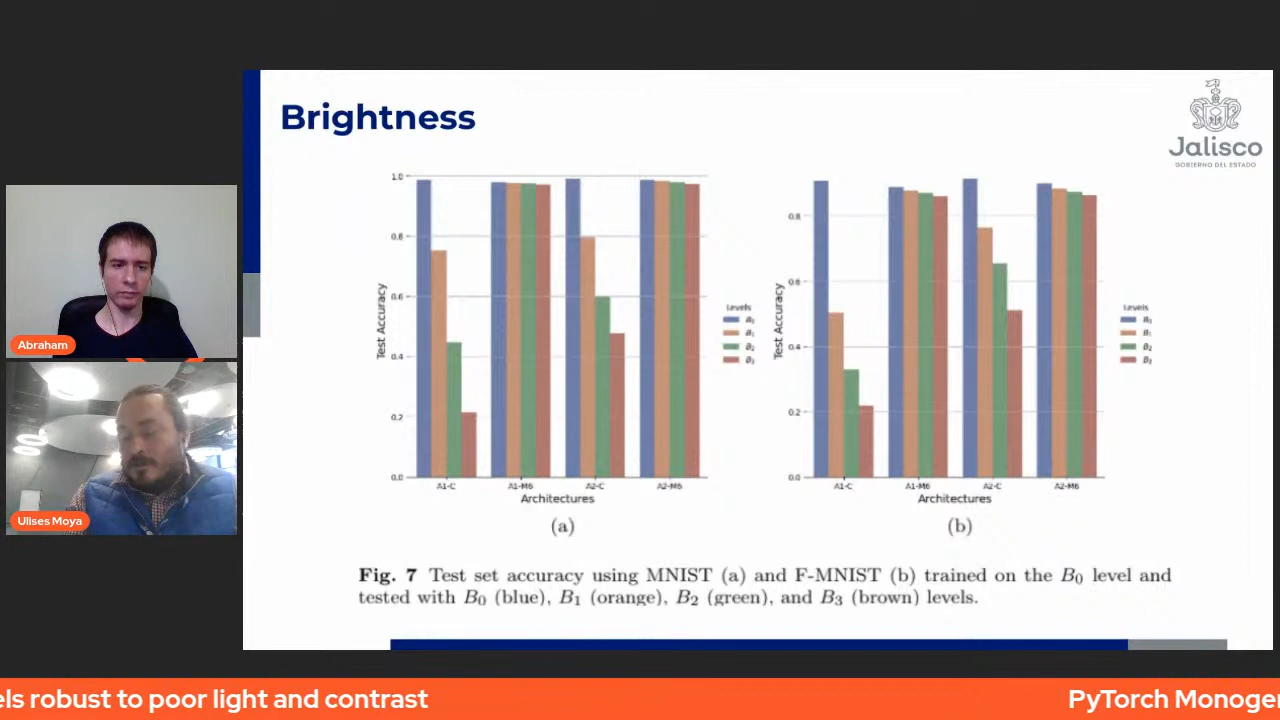 Brightness
Jalisco
GOBIERNO DEL ESTADO
1.0
0.8
0.6
0.4
0.2
0.0
Test Accuracy
A1-C A1-M6 A2-C A2-M6
Architectures
(a)
Levels
B₀
B₁
B₂
B₃
0.8
0.6
0.4
0.2
0.0
Test Accuracy
A1-C A1-M6 A2-C A2-M6
Architectures
(b)
Levels
B₀
B₁
B₂
B₃
Fig. 7 Test set accuracy using MNIST (a) and F-MNIST (b) trained on the B₀ level and
tested with B₀ (blue), B₁ (orange), B₂ (green), and B₃ (brown) levels.
Abraham
Ulises Moya
els robust to poor light and contrast
PyTorch Monoger